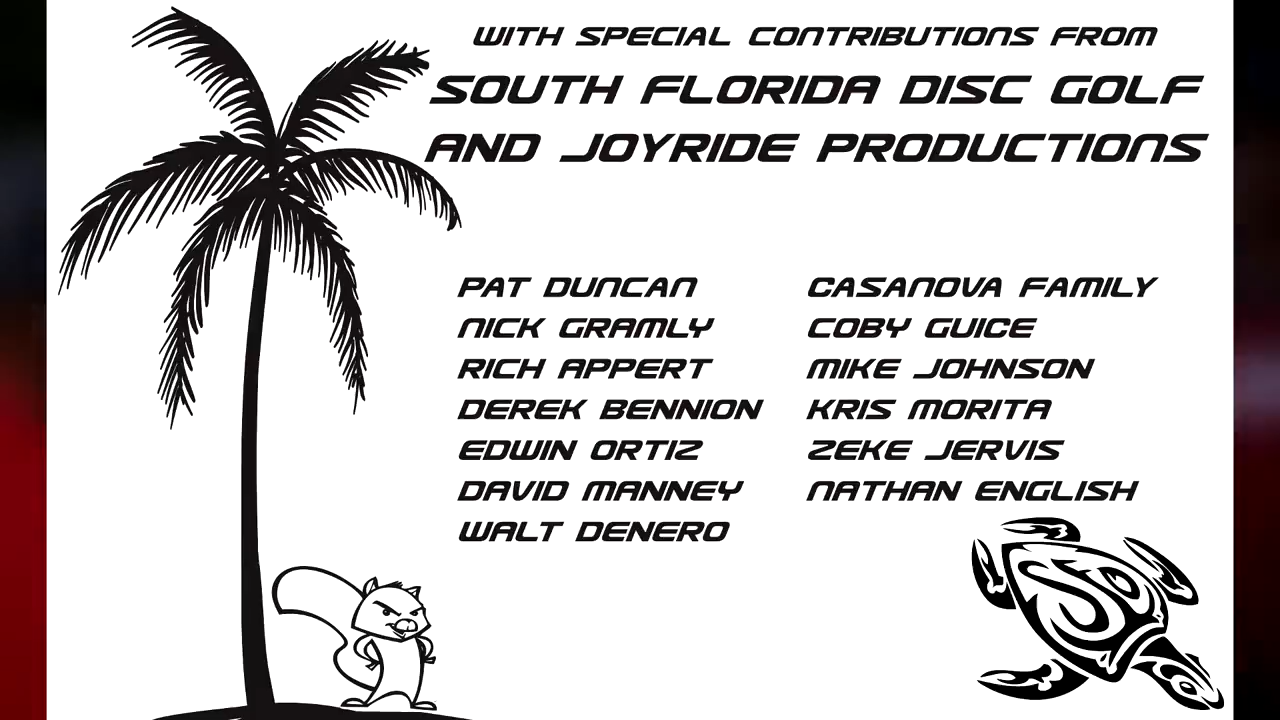 WITH SPECIAL CONTRIBUTIONS FROM
SOUTH FLORIDA DISC GOLF
AND JOYRIDE PRODUCTIONS
PAT DUNCAN
NICK GRAMLY
RICH APPERT
DEREK BENNION
EDWIN ORTIZ
DAVID MANNEY
WALT DENERO
CASANOVA FAMILY
COBY GUICE
MIKE JOHNSON
KRIS MORITA
ZEKE JERVIS
NATHAN ENGLISH